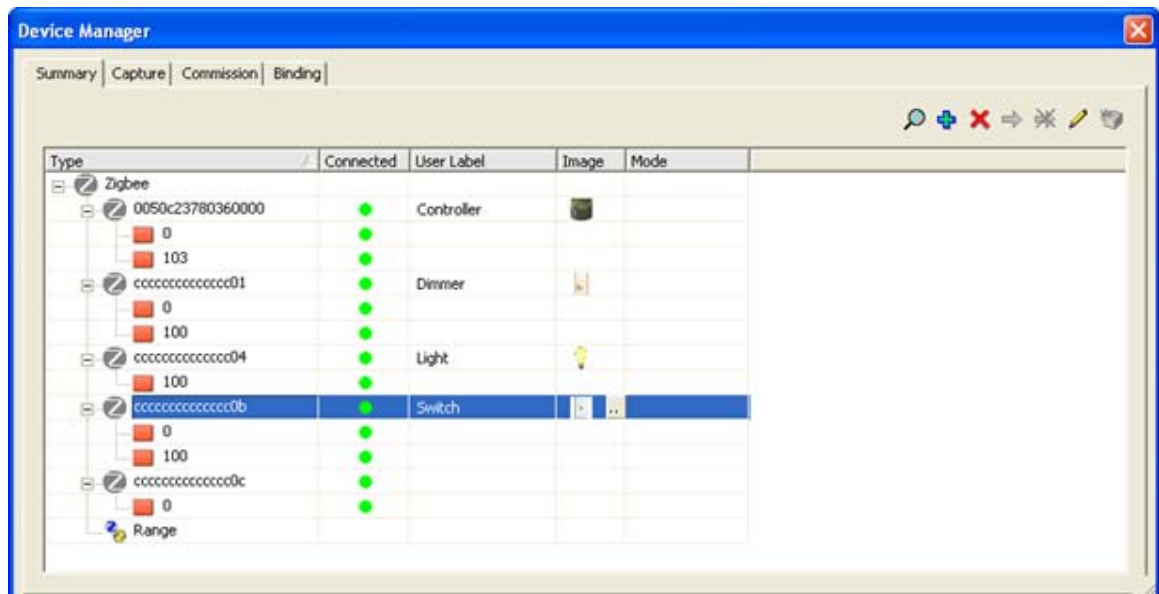 Device Manager
Summary Capture Commission Binding
Type Connected User Label Image Mode
Zigbee
0050c23780360000 Controller
0
103
cccccccccccccc01 Dimmer
0
100
cccccccccccccc04 Light
100
cccccccccccccc0b Switch ..
0
100
cccccccccccccc0c
0
Range